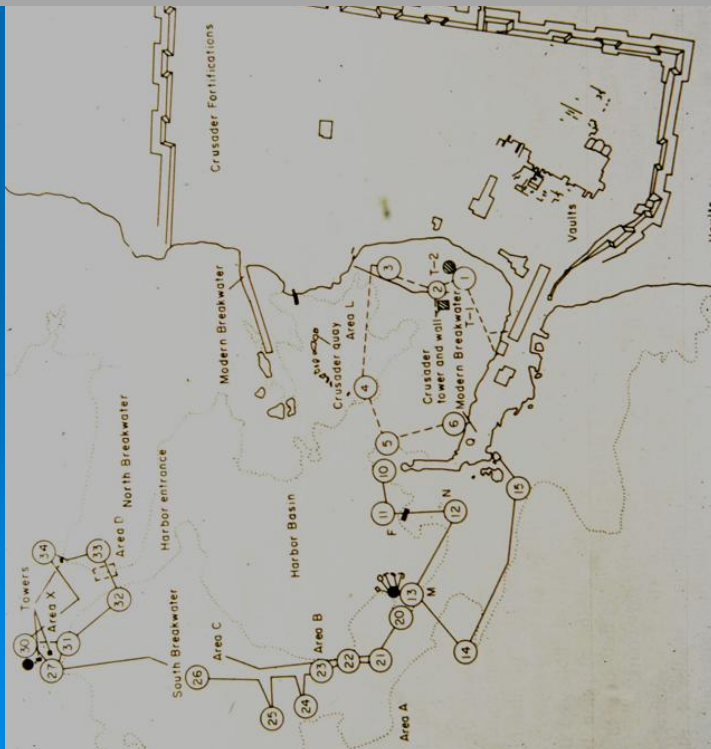 Crusader Fortifications
Vaults
Vaults
Modern Breakwater
Crusader quay
Area L
Crusader
tower and wall
Modern Breakwater
T-2
T-1
3
2
1
4
5
6
Q
10
11
F
12
N
15
North Breakwater
Harbor entrance
Harbor Basin
Towers
Area X
Area D
34
33
32
31
30
27
South Breakwater
26
Area C
Area B
25
24
23
22
21
20
13
M
14
Area A